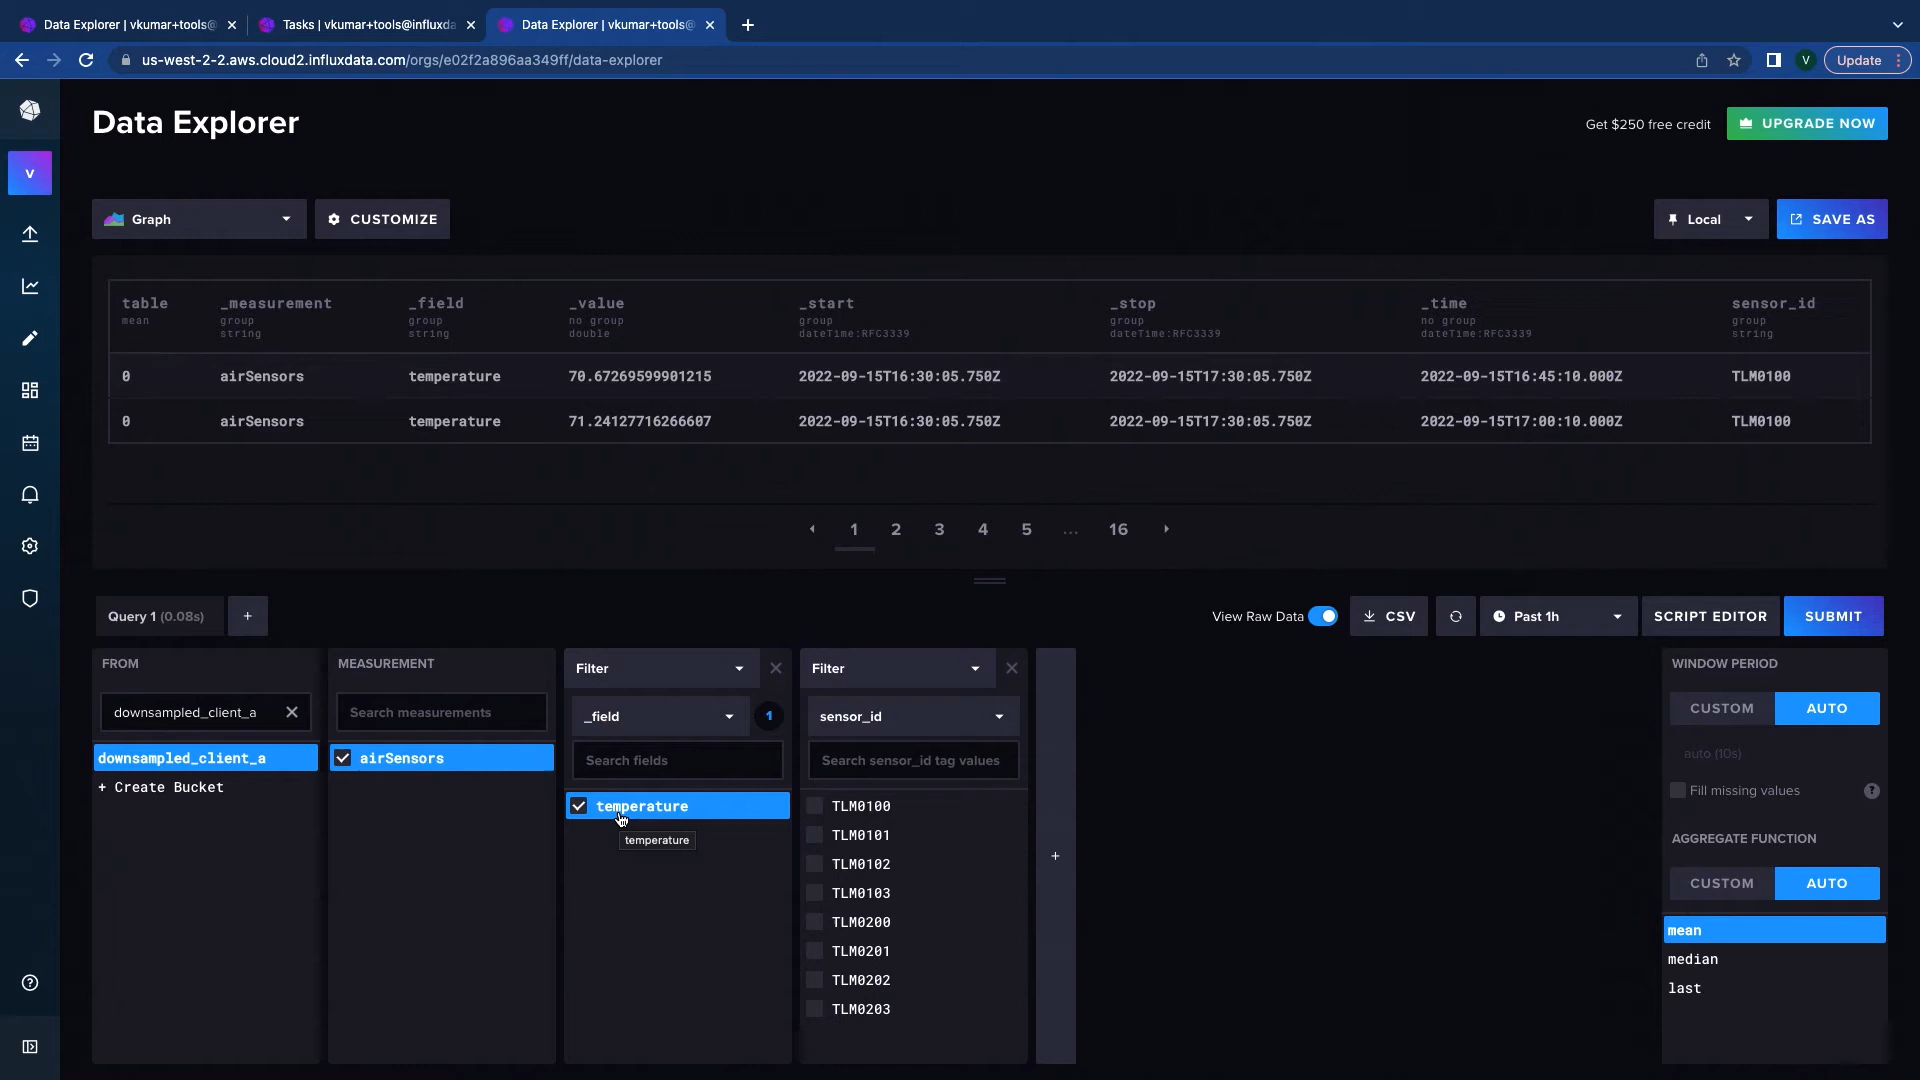 Data Explorer | vkumar+tools@
Tasks | vkumar+tools@influxda
Data Explorer | vkumar+tools@
us-west-2-2.aws.cloud2.influxdata.com/orgs/e02f2a896aa349ff/data-explorer
V
Update
Data Explorer
Get $250 free credit
UPGRADE NOW
V
Graph
CUSTOMIZE
Local
SAVE AS
table _measurement _field _value _start _stop _time sensor_id
mean group group no group group group no group group
string string double dateTime:RFC3339 dateTime:RFC3339 dateTime:RFC3339 string
0 airSensors temperature 70.67269599901215 2022-09-15T16:30:05.750Z 2022-09-15T17:30:05.750Z 2022-09-15T16:45:10.000Z TLM0100
0 airSensors temperature 71.24127716266607 2022-09-15T16:30:05.750Z 2022-09-15T17:30:05.750Z 2022-09-15T17:00:10.000Z TLM0100
1 2 3 4 5 ... 16
Query 1 (0.08s)
+
View Raw Data
CSV
Past 1h
SCRIPT EDITOR
SUBMIT
FROM
downsampled_client_a
downsampled_client_a
+ Create Bucket
MEASUREMENT
Search measurements
airSensors
Filter
_field
1
Search fields
temperature
temperature
Filter
sensor_id
Search sensor_id tag values
TLM0100
TLM0101
TLM0102
TLM0103
TLM0200
TLM0201
TLM0202
TLM0203
+
WINDOW PERIOD
CUSTOM
AUTO
auto (10s)
Fill missing values
?
AGGREGATE FUNCTION
CUSTOM
AUTO
mean
median
last